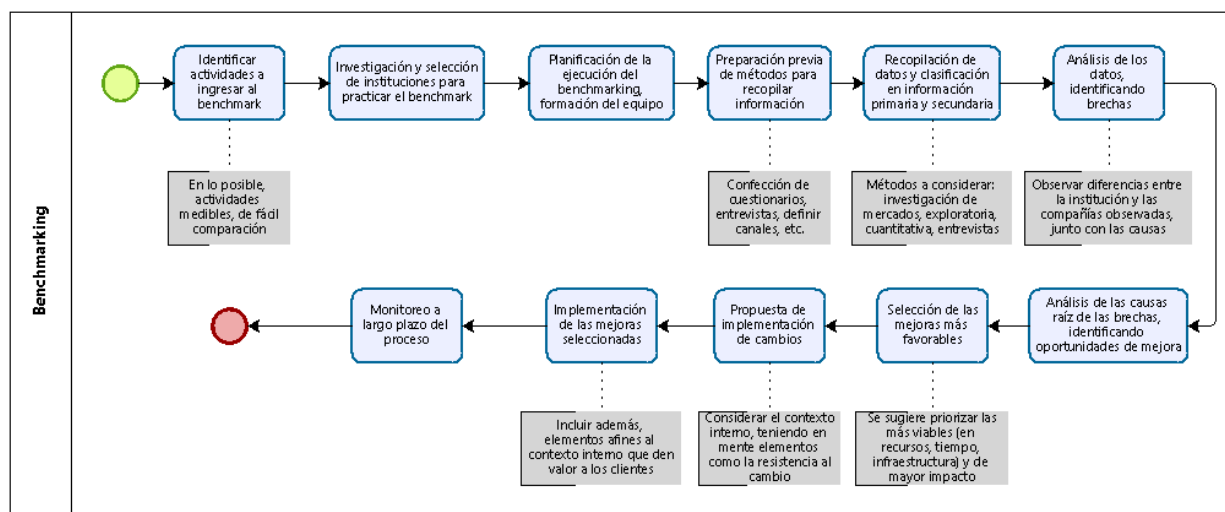 Benchmarking
Identificar
actividades a
ingresar al
benchmark
Investigación y selección
de instituciones para
practicar el benchmark
Planificación de la
ejecución del
benchmarking,
formación del equipo
Preparación previa
de métodos para
recopilar
información
Recopilación de
datos y clasificación
en información
primaria y secundaria
Análisis de los
datos,
identificando
brechas
En lo posible,
actividades
medibles, de fácil
comparación
Confección de
cuestionarios,
entrevistas, definir
canales, etc.
Métodos a considerar:
investigación de
mercados, exploratoria,
cuantitativa, entrevistas
Observar diferencias entre
la institución y las
compañías observadas,
junto con las causas
Monitoreo a
largo plazo del
proceso
Implementación
de las mejoras
seleccionadas
Propuesta de
implementación
de cambios
Selección de las
mejoras más
favorables
Análisis de las causas
raíz de las brechas,
identificando
oportunidades de mejora
Incluir además,
elementos afines al
contexto interno que den
valor a los clientes
Considerar el contexto
interno, teniendo en
mente elementos
como la resistencia al
cambio
Se sugiere priorizar las
más viables (en
recursos, tiempo,
infraestructura) y de
mayor impacto